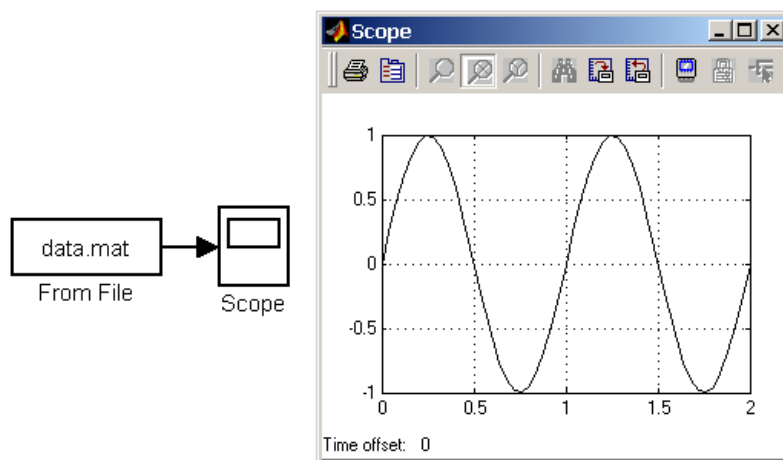 data.mat
From File
Scope
Scope
1
0.5
0
-0.5
-1
0 0.5 1 1.5 2
Time offset: 0